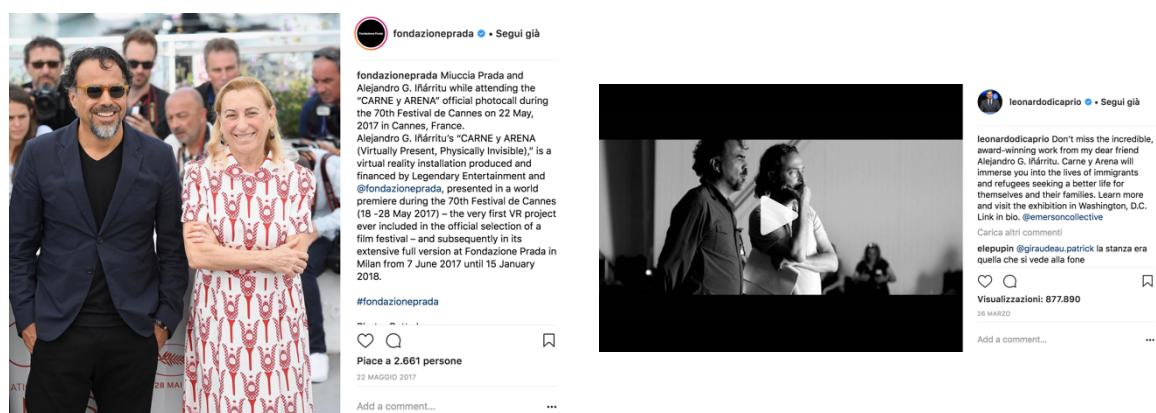 fondazioneprada • Segui già
fondazioneprada Miuccia Prada and
Alejandro G. Iñárritu while attending the
"CARNE y ARENA" official photocall during
the 70th Festival de Cannes on 22 May,
2017 in Cannes, France.
Alejandro G. Iñárritu's "CARNE y ARENA
(Virtually Present, Physically Invisible)," is a
virtual reality installation produced and
financed by Legendary Entertainment and
@fondazioneprada, presented in a world
premiere during the 70th Festival de Cannes
(18 -28 May 2017) – the very first VR project
ever included in the official selection of a
film festival – and subsequently in its
extensive full version at Fondazione Prada in
Milan from 7 June 2017 until 15 January
2018.
#fondazioneprada
Piace a 2.661 persone
22 MAGGIO 2017
Add a comment...
28 MAI
leonardodicaprio • Segui già
leonardodicaprio Don't miss the incredible,
award-winning work from my dear friend
Alejandro G. Iñárritu. Carne y Arena will
immerse you into the lives of immigrants
and refugees seeking a better life for
themselves and their families. Learn more
and visit the exhibition in Washington, D.C.
Link in bio. @emersoncollective
Carica altri commenti
elepupin @giraudeau.patrick la stanza era
quella che si vede alla fone
Visualizzazioni: 877.890
26 MARZO
Add a comment...